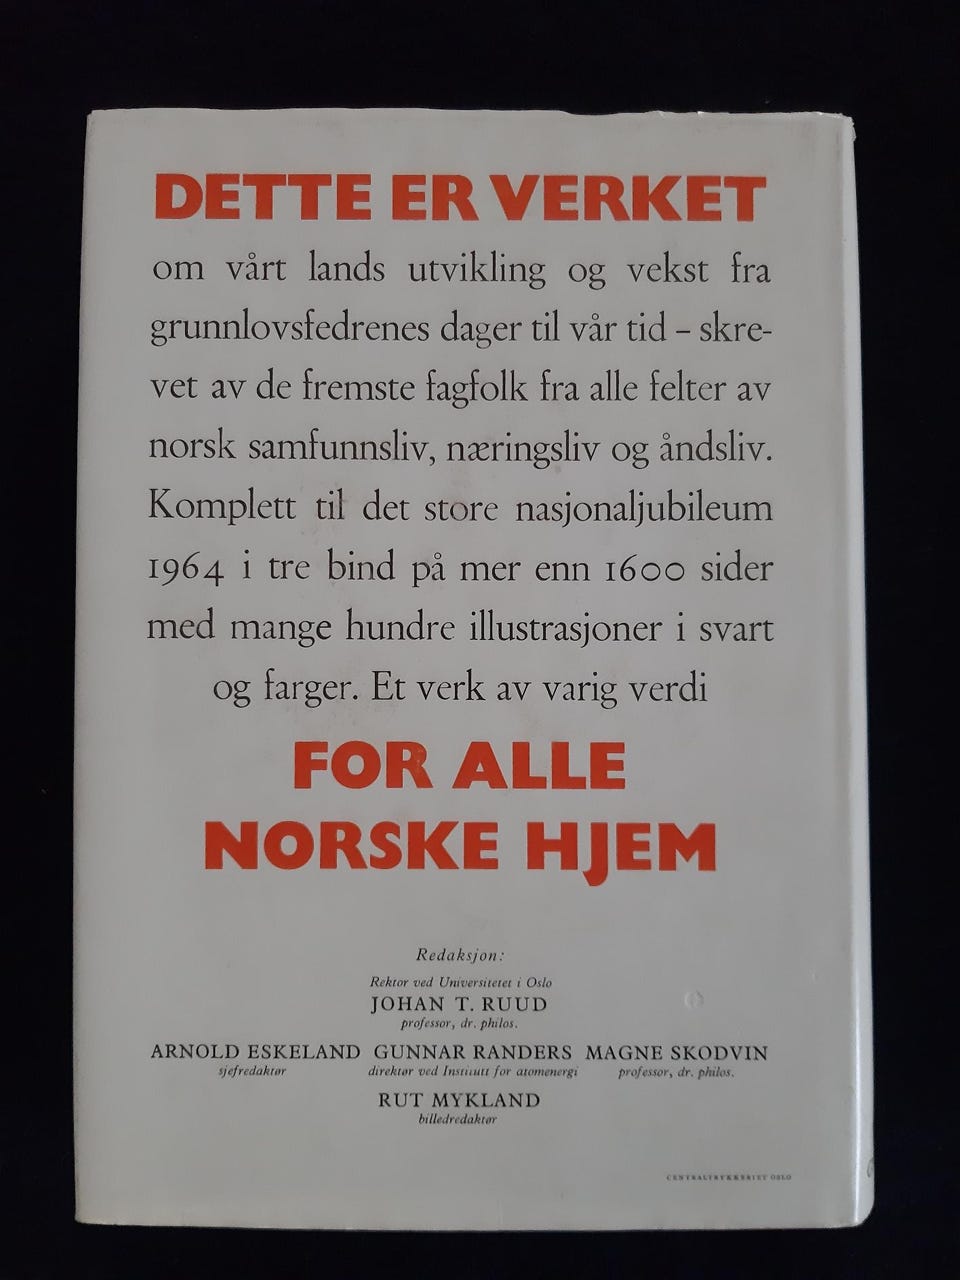 DETTE ER VERKET
om vårt lands utvikling og vekst fra
grunnlovsfedrenes dager til vår tid – skre-
vet av de fremste fagfolk fra alle felter av
norsk samfunnsliv, næringsliv og åndsliv.
Komplett til det store nasjonaljubileum
1964 i tre bind på mer enn 1600 sider
med mange hundre illustrasjoner i svart
og farger. Et verk av varig verdi
FOR ALLE
NORSKE HJEM
Redaksjon:
Rektor ved Universitetet i Oslo
JOHAN T. RUUD
professor, dr. philos.
ARNOLD ESKELAND GUNNAR RANDERS MAGNE SKODVIN
sjefredaktør direktør ved Institutt for atomenergi professor, dr. philos.
RUT MYKLAND
billedredaktør
CENTRALTRYKKERIET OSLO